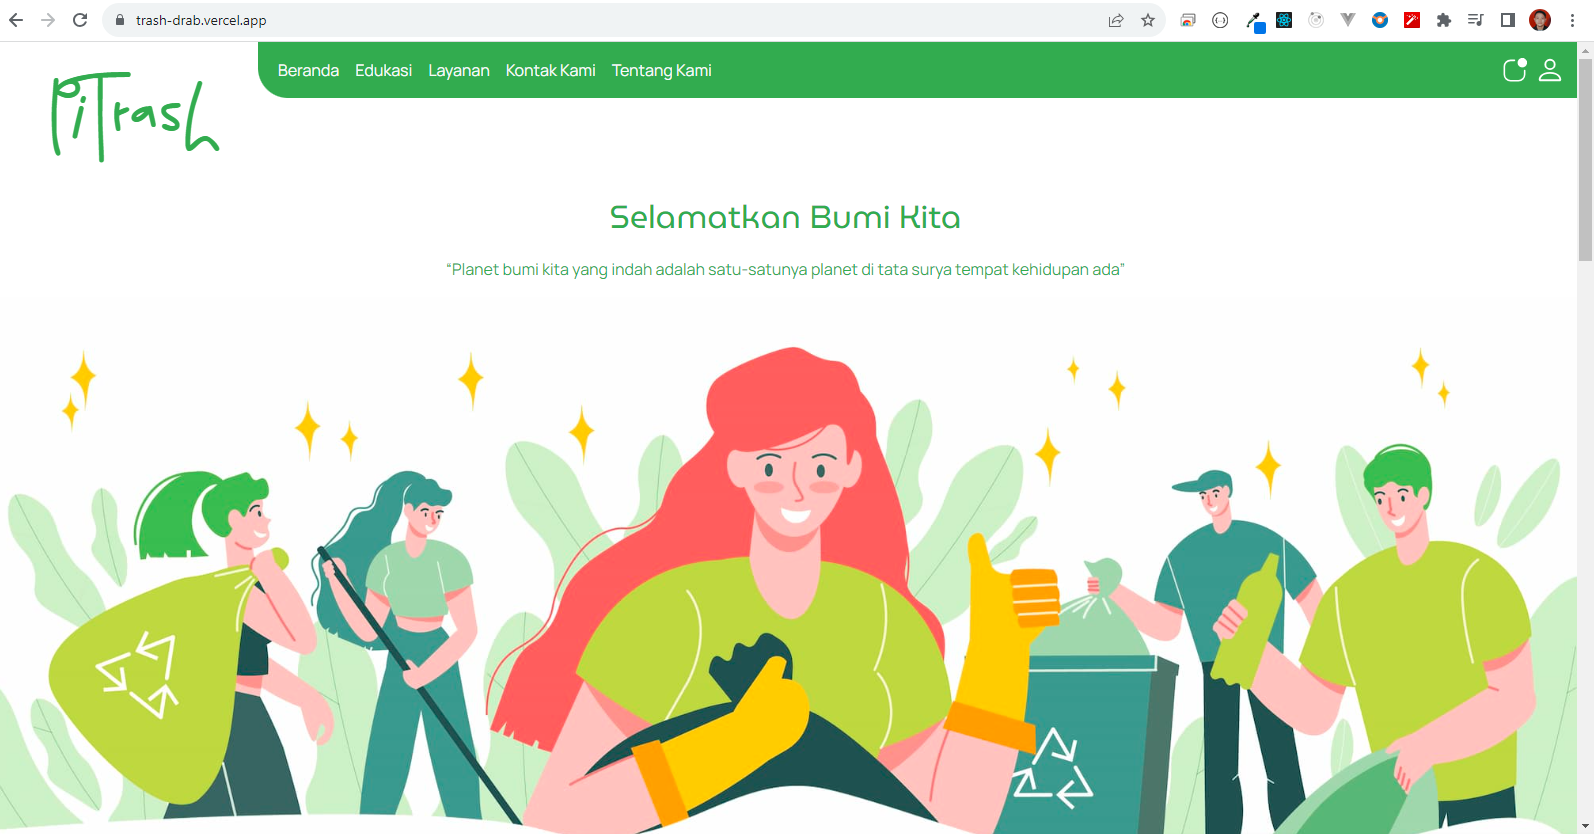 trash-drab.vercel.app
PiTrash
Beranda Edukasi Layanan Kontak Kami Tentang Kami
Selamatkan Bumi Kita
“Planet bumi kita yang indah adalah satu-satunya planet di tata surya tempat kehidupan ada”